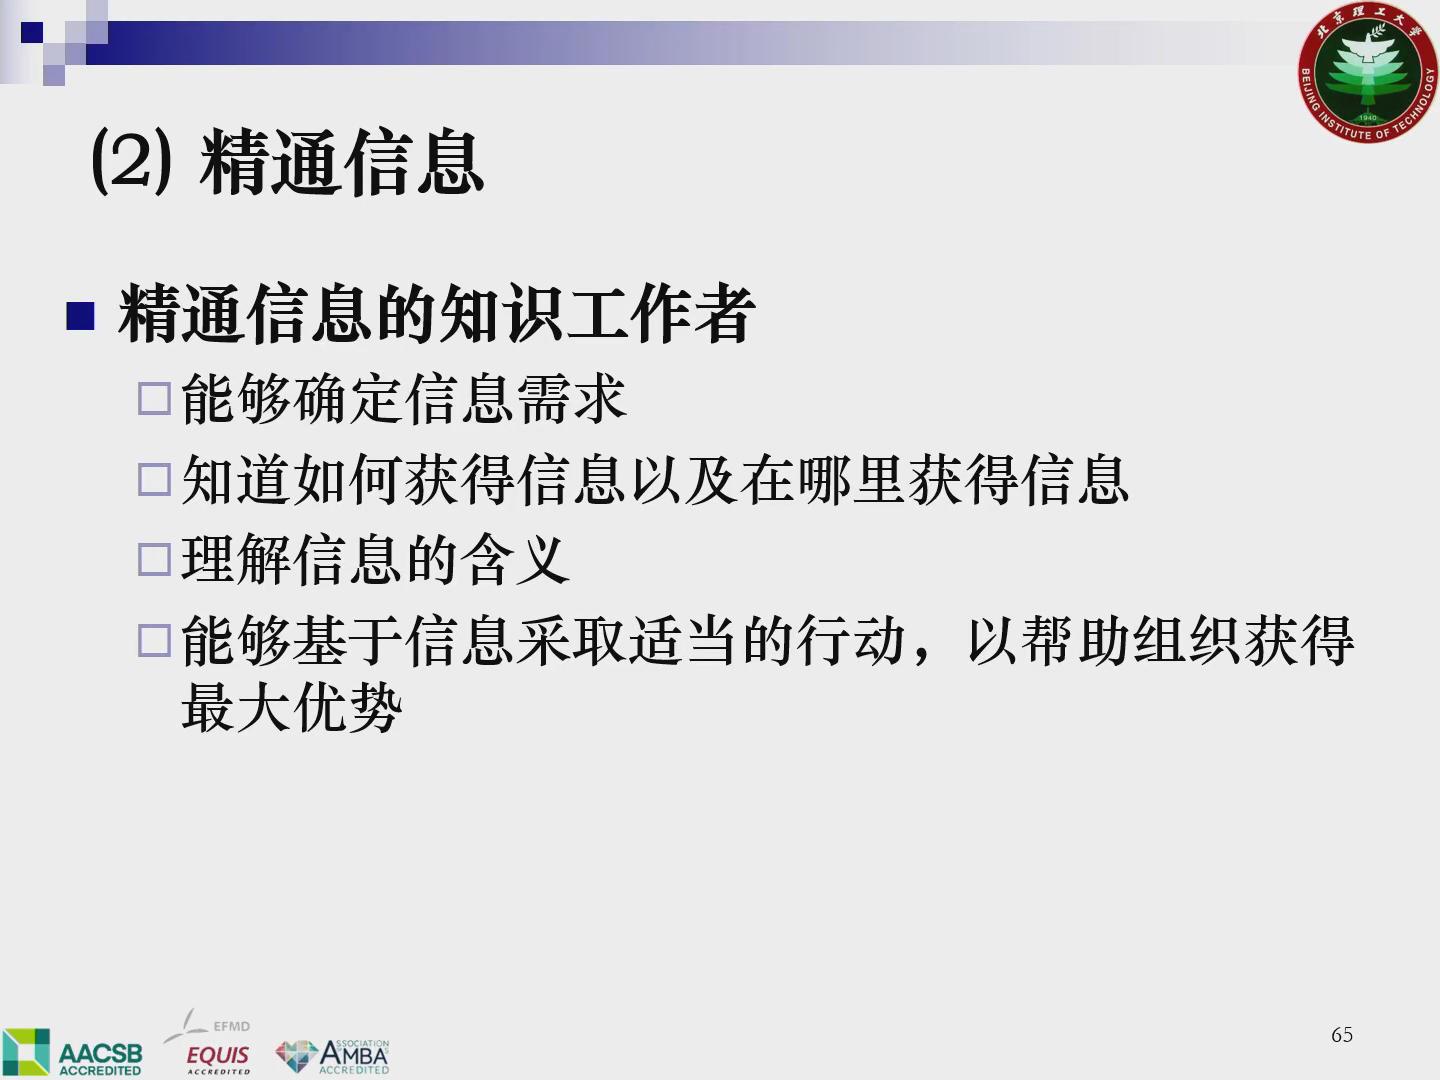 北京理工大学
BEIJING INSTITUTE OF TECHNOLOGY
1940
(2) 精通信息
精通信息的知识工作者
能够确定信息需求
知道如何获得信息以及在哪里获得信息
理解信息的含义
能够基于信息采取适当的行动，以帮助组织获得
最大优势
AACSB
ACCREDITED
EFMD
EQUIS
ACCREDITED
ASSOCIATION
AMBA
ACCREDITED
65